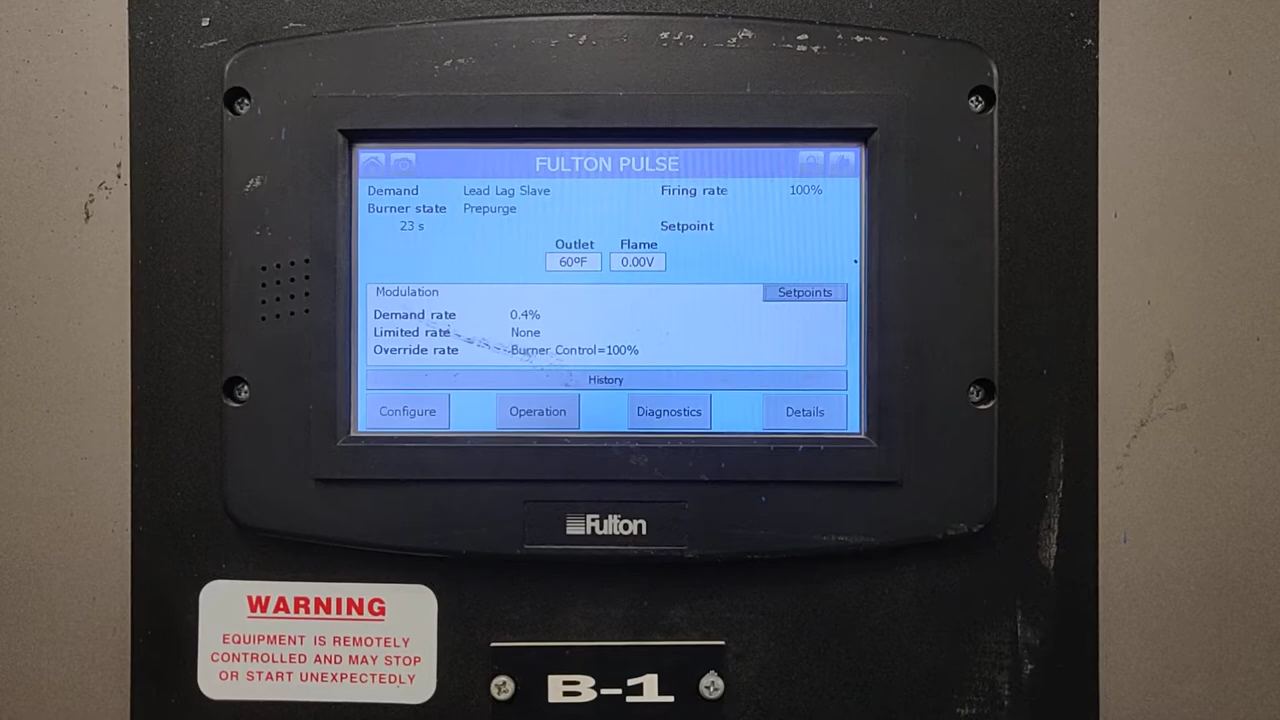 FULTON PULSE
Demand Lead Lag Slave Firing rate 100%
Burner state Prepurge
23 s Setpoint
Outlet Flame
60ºF 0.00V
Modulation Setpoints
Demand rate 0.4%
Limited rate None
Override rate Burner Control=100%
History
Configure Operation Diagnostics Details
Fulton
WARNING
EQUIPMENT IS REMOTELY
CONTROLLED AND MAY STOP
OR START UNEXPECTEDLY
B-1